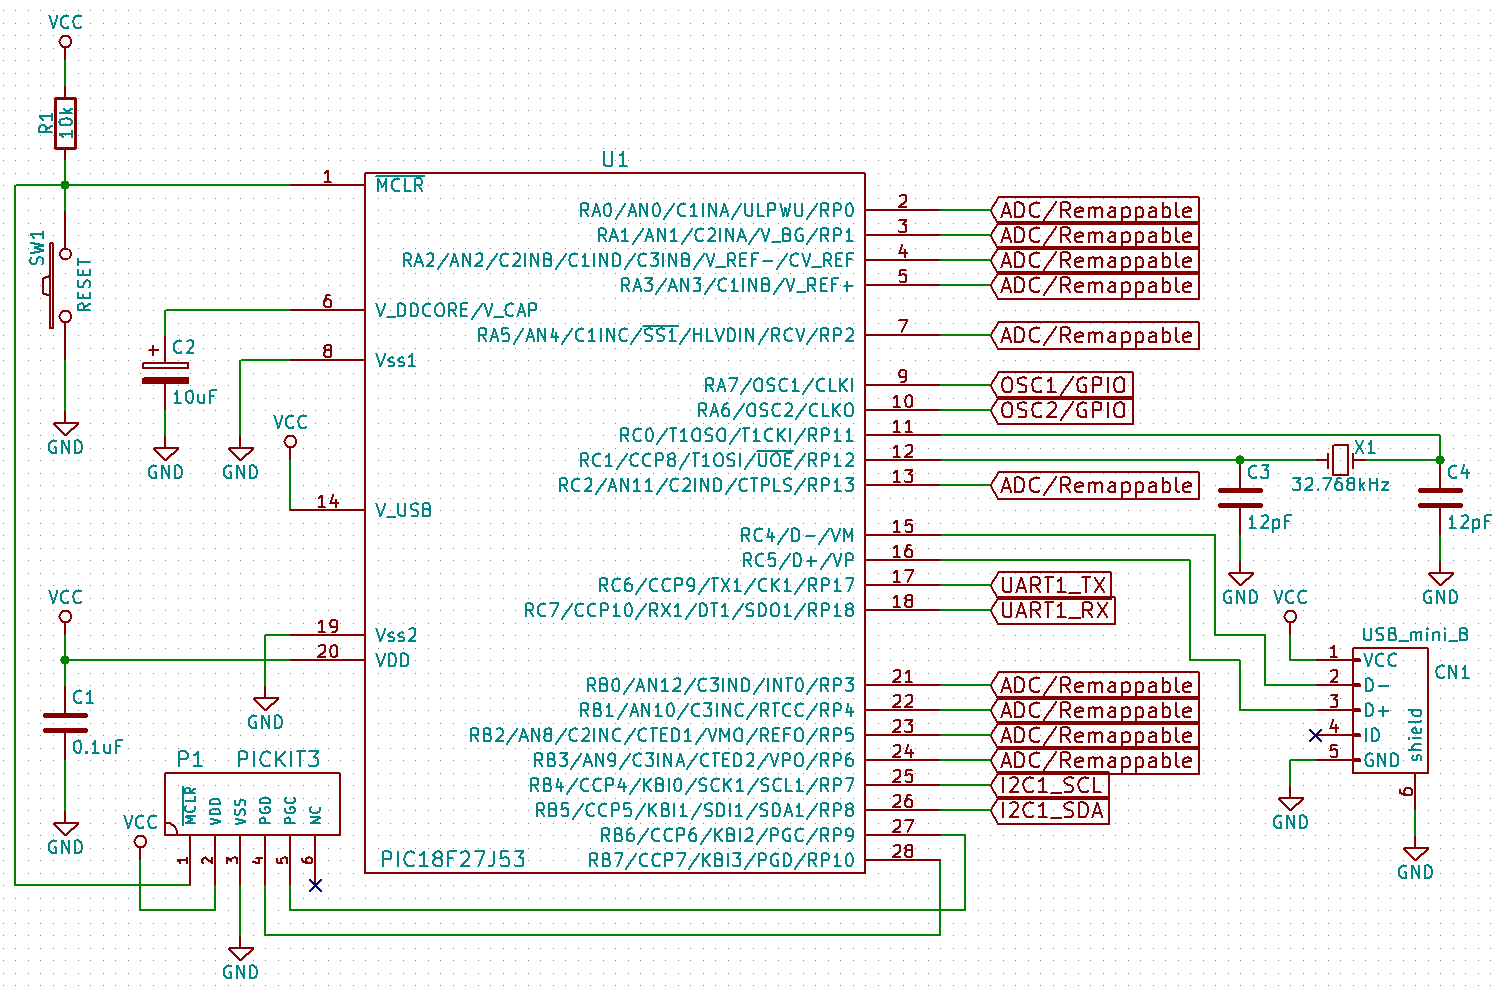 VCC
R1
10k
U1
1
MCLR
2
RA0/AN0/C1INA/ULPWU/RP0
ADC/Remappable
3
RA1/AN1/C2INA/V_BG/RP1
ADC/Remappable
4
RA2/AN2/C2INB/C1IND/C3INB/V_REF-/CV_REF
ADC/Remappable
5
RA3/AN3/C1INB/V_REF+
ADC/Remappable
SW1
RESET
6
V_DDCORE/V_CAP
7
RA5/AN4/C1INC/SS1/HLVDIN/RCV/RP2
ADC/Remappable
+ C2
10uF
8
Vss1
9
RA7/OSC1/CLKI
OSC1/GPIO
10
RA6/OSC2/CLKO
OSC2/GPIO
GND
GND
GND
VCC
11
RC0/T1OSO/T1CKI/RP11
12
RC1/CCP8/T1OSI/UOE/RP12
13
RC2/AN11/C2IND/CTPLS/RP13
ADC/Remappable
X1
32.768kHz
C3
12pF
C4
12pF
GND
GND
14
V_USB
15
RC4/D-/VM
16
RC5/D+/VP
17
RC6/CCP9/TX1/CK1/RP17
UART1_TX
18
RC7/CCP10/RX1/DT1/SDO1/RP18
UART1_RX
VCC
19
Vss2
20
VDD
GND
C1
0.1uF
GND
21
RB0/AN12/C3IND/INT0/RP3
ADC/Remappable
22
RB1/AN10/C3INC/RTCC/RP4
ADC/Remappable
23
RB2/AN8/C2INC/CTED1/VMO/REFO/RP5
ADC/Remappable
24
RB3/AN9/C3INA/CTED2/VPO/RP6
ADC/Remappable
25
RB4/CCP4/KBI0/SCK1/SCL1/RP7
I2C1_SCL
26
RB5/CCP5/KBI1/SDI1/SDA1/RP8
I2C1_SDA
27
RB6/CCP6/KBI2/PGC/RP9
28
RB7/CCP7/KBI3/PGD/RP10
PIC18F27J53
VCC
USB_mini_B
CN1
1 VCC
2 D-
3 D+
4 ID
5 GND
shield
6
GND
GND
P1 PICKIT3
MCLR
VDD
VSS
PGD
PGC
NC
1
2
3
4
5
6
VCC
GND